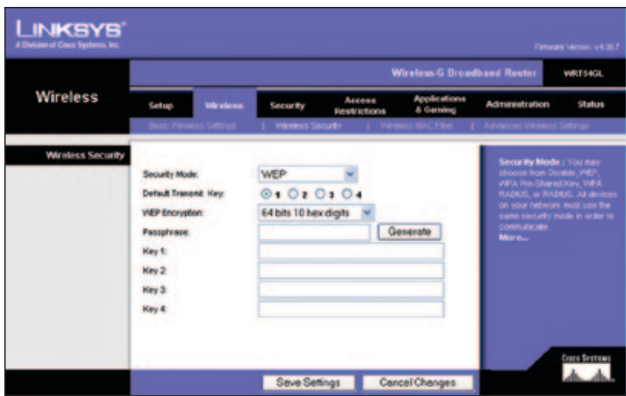 LINKSYS®
A Division of Cisco Systems, Inc.
Firmware Version: v4.30.7
Wireless-G Broadband Router
WRT54GL
Wireless
Setup
Wireless
Security
Access Restrictions
Applications & Gaming
Administration
Status
Basic Wireless Settings | Wireless Security | Wireless MAC Filter | Advanced Wireless Settings
Wireless Security
Security Mode: WEP
Default Transmit Key: 1 2 3 4
WEP Encryption: 64 bits 10 hex digits
Passphrase: Generate
Key 1:
Key 2:
Key 3:
Key 4:
Security Mode : You may
choose from Disable, WEP,
WPA Pre-Shared Key, WPA
RADIUS, or RADIUS. All devices
on your network must use the
same security mode in order to
communicate.
More...
Save Settings Cancel Changes
CISCO SYSTEMS